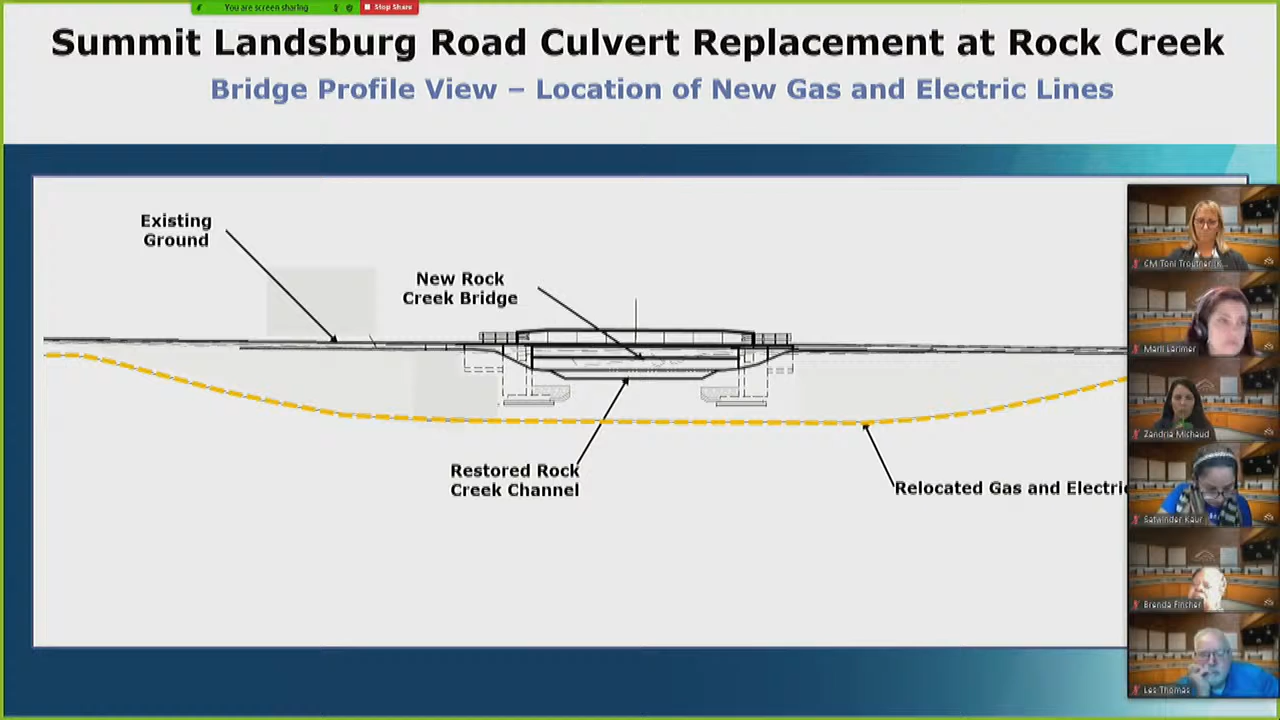 You are screen sharing
Stop Share
Summit Landsburg Road Culvert Replacement at Rock Creek
Bridge Profile View – Location of New Gas and Electric Lines
Existing
Ground
New Rock
Creek Bridge
Restored Rock
Creek Channel
Relocated Gas and Electric
CM Toni Troutner
Marli Larimer
Zandria Michaud
Satwinder Kaur
Brenda Fincher
Les Thomas